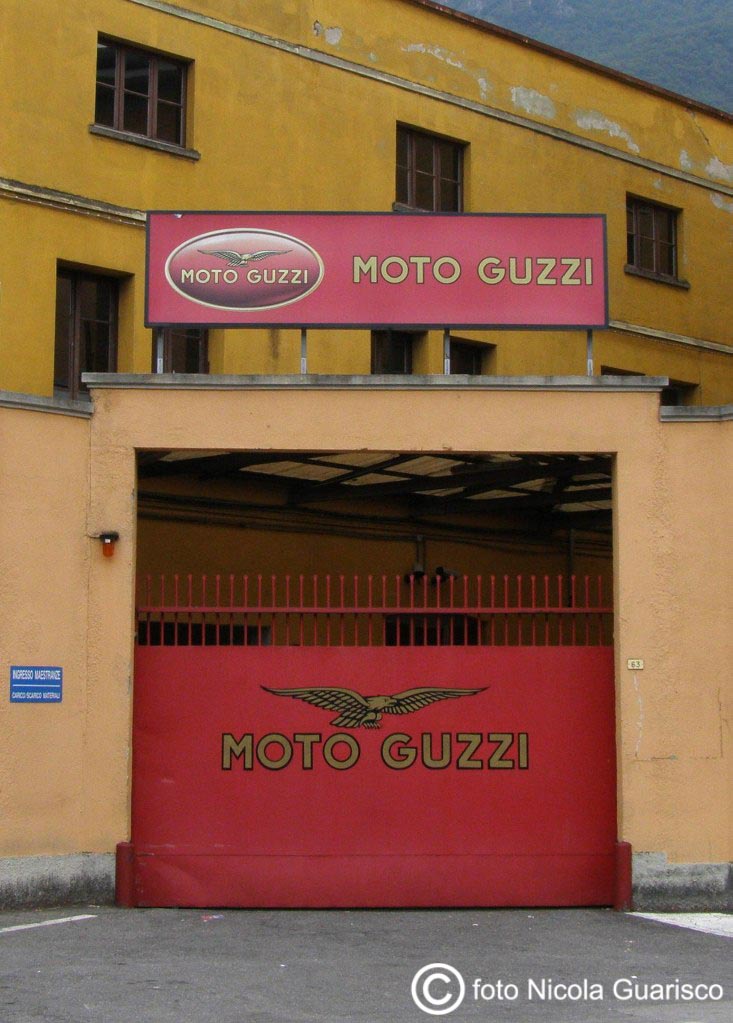 MOTO GUZZI
MOTO GUZZI
INGRESSO MAESTRANZE
CARICO/SCARICO MATERIALI
63
MOTO GUZZI
© foto Nicola Guarisco